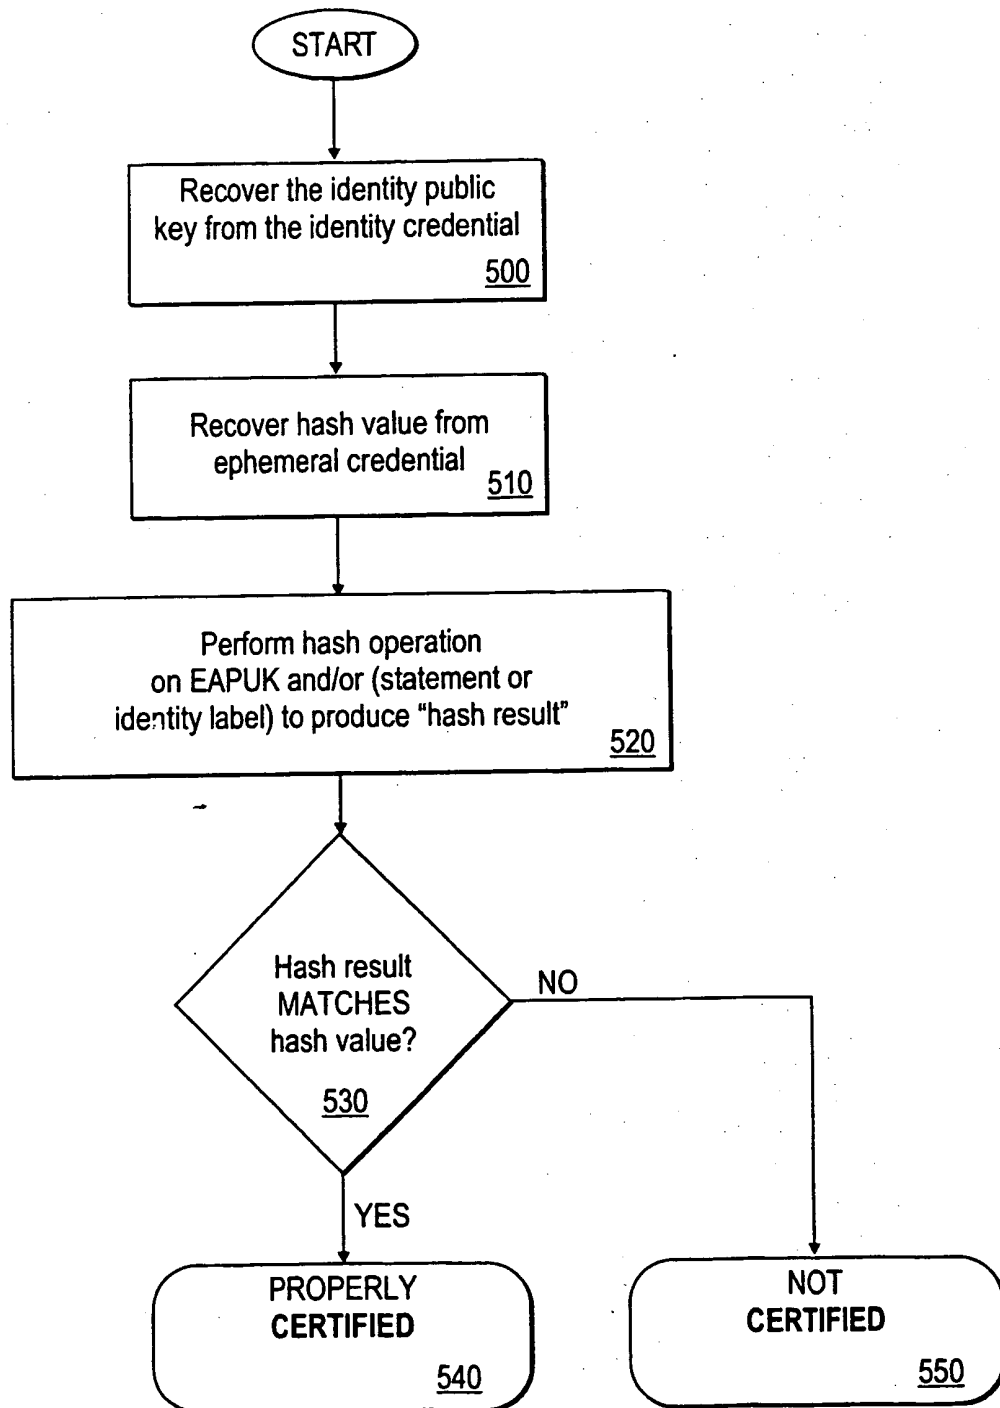 START
Recover the identity public
key from the identity credential
500
Recover hash value from
ephemeral credential
510
Perform hash operation
on EAPUK and/or (statement or
identity label) to produce “hash result”
520
Hash result
MATCHES
hash value?
530
NO
YES
PROPERLY
CERTIFIED
540
NOT
CERTIFIED
550